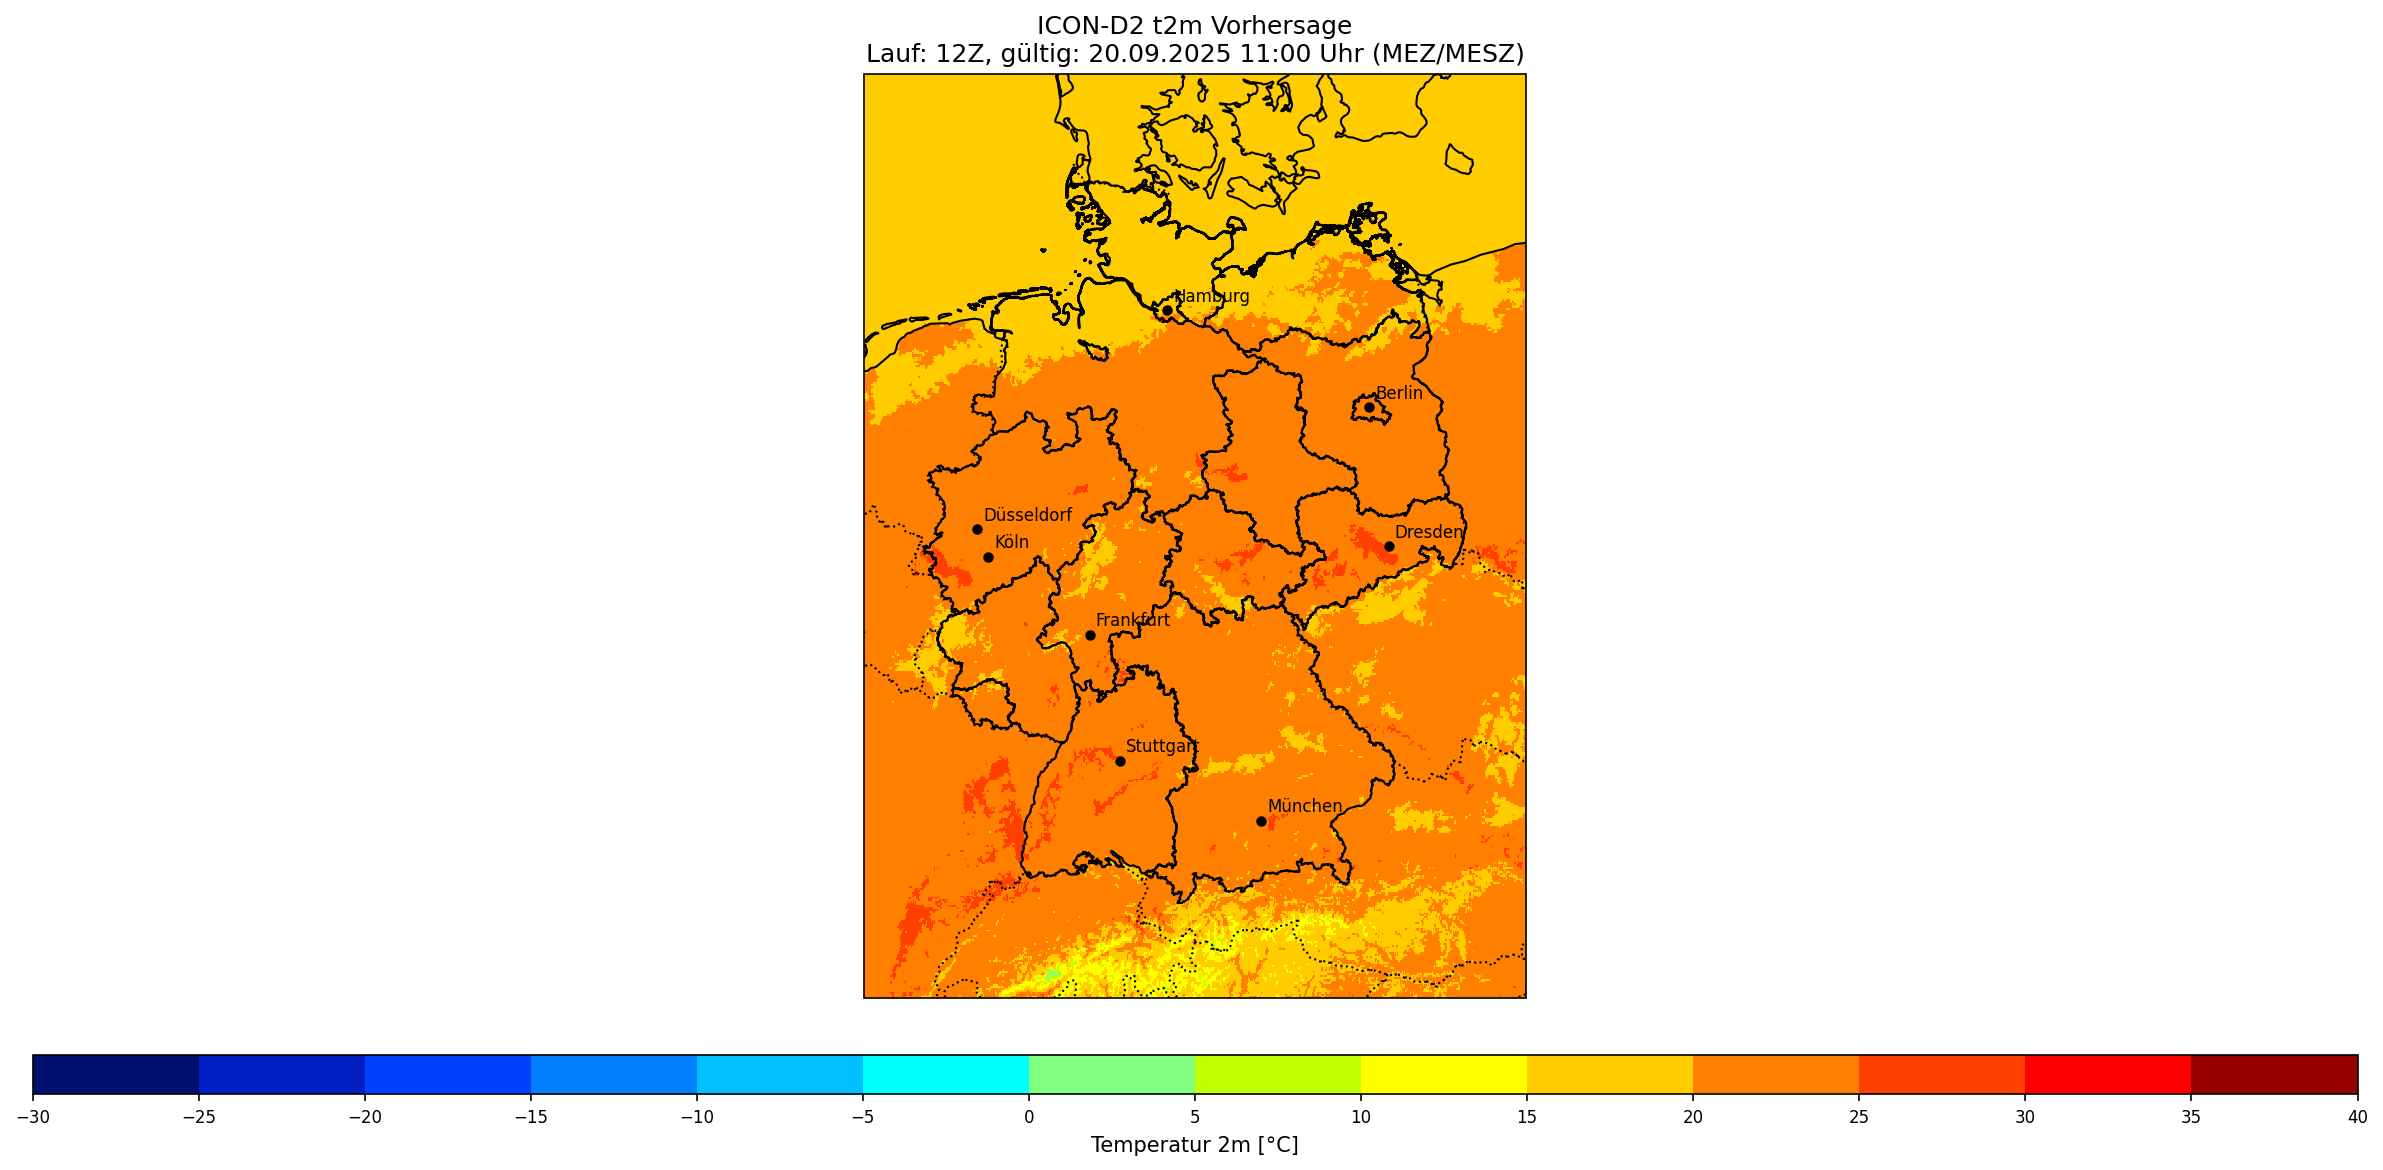 ICON-D2 t2m Vorhersage
Lauf: 12Z, gültig: 20.09.2025 11:00 Uhr (MEZ/MESZ)
Hamburg
Berlin
Düsseldorf
Köln
Dresden
Frankfurt
Stuttgart
München
−30 −25 −20 −15 −10 −5 0 5 10 15 20 25 30 35 40
Temperatur 2m [°C]